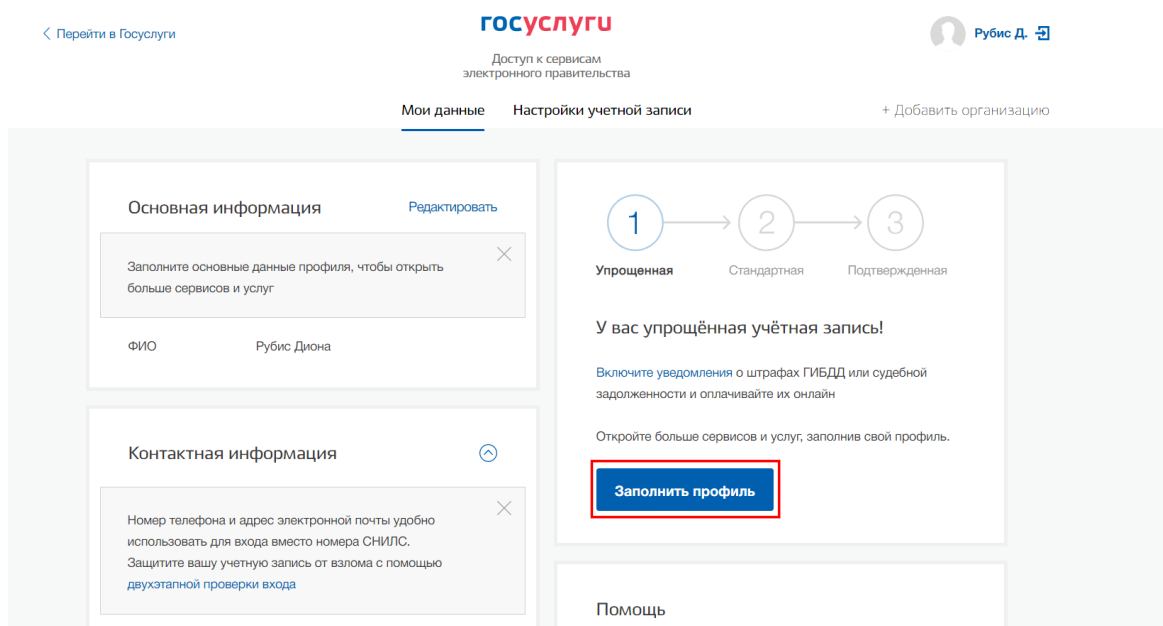 Перейти в Госуслуги
госуслуги
Рубис Д.
Доступ к сервисам
электронного правительства
Мои данные
Настройки учетной записи
+ Добавить организацию
Основная информация
Редактировать
Заполните основные данные профиля, чтобы открыть
больше сервисов и услуг
ФИО
Рубис Диона
Контактная информация
Номер телефона и адрес электронной почты удобно
использовать для входа вместо номера СНИЛС.
Защитите вашу учетную запись от взлома с помощью
двухэтапной проверки входа
1
2
3
Упрощенная
Стандартная
Подтвержденная
У вас упрощённая учётная запись!
Включите уведомления о штрафах ГИБДД или судебной
задолженности и оплачивайте их онлайн
Откройте больше сервисов и услуг, заполнив свой профиль.
Заполнить профиль
Помощь